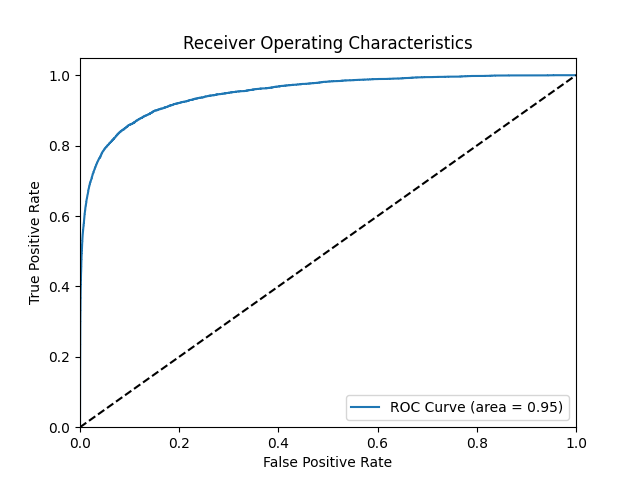 Receiver Operating Characteristics
1.0
0.8
0.6
0.4
0.2
0.0
True Positive Rate
ROC Curve (area = 0.95)
0.0 0.2 0.4 0.6 0.8 1.0
False Positive Rate